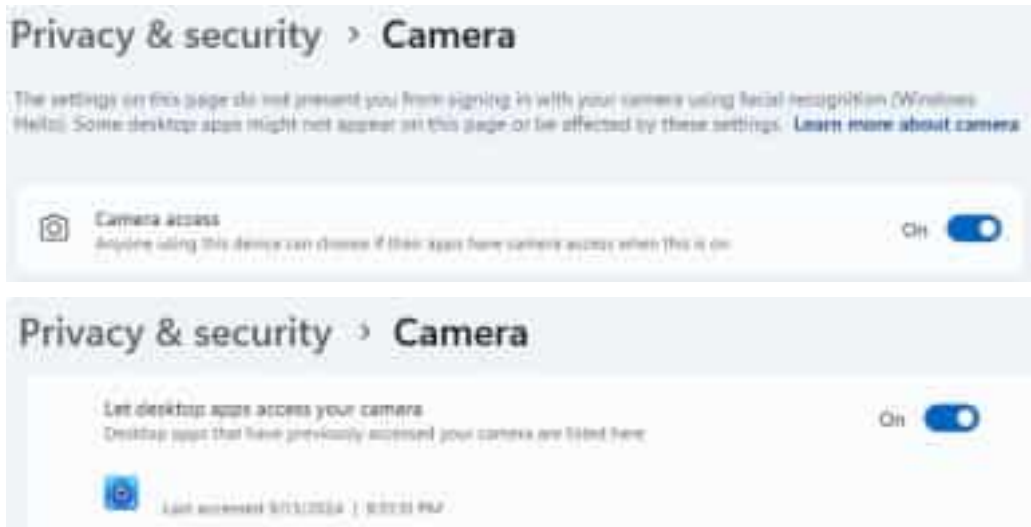 Privacy & security > Camera
The settings on this page do not prevent you from signing in with your camera using facial recognition (Windows
Hello). Some desktop apps might not appear on this page or be affected by these settings. Learn more about camera
Camera access
Anyone using this device can choose if their apps have camera access when this is on
On
Privacy & security > Camera
Let desktop apps access your camera
Desktop apps that have previously accessed your camera are listed here
On
Last accessed | PM